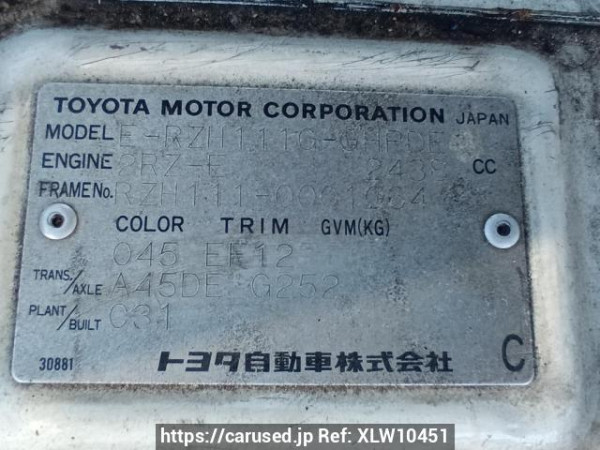 TOYOTA MOTOR CORPORATION JAPAN
MODEL E-RZH111G-
ENGINE 2RZ-E 2438 CC
FRAME No.
COLOR TRIM GVM(KG)
045 EE12
TRANS./AXLE A45DE G252
PLANT/BUILT C31
30881 トヨタ自動車株式会社 C
https://carused.jp Ref: XLW10451